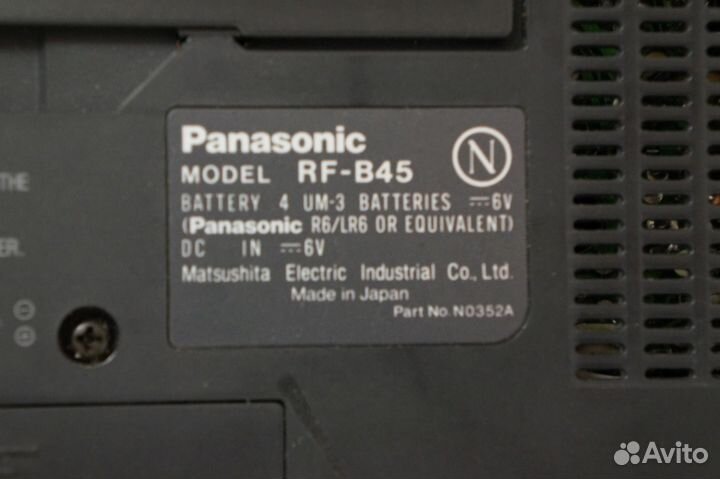 Panasonic
MODEL RF-B45
N
BATTERY 4 UM-3 BATTERIES ⎓6V
(Panasonic R6/LR6 OR EQUIVALENT)
DC IN ⎓6V
Matsushita Electric Industrial Co., Ltd.
Made in Japan
Part No. N0352A
THE
ER.
Avito